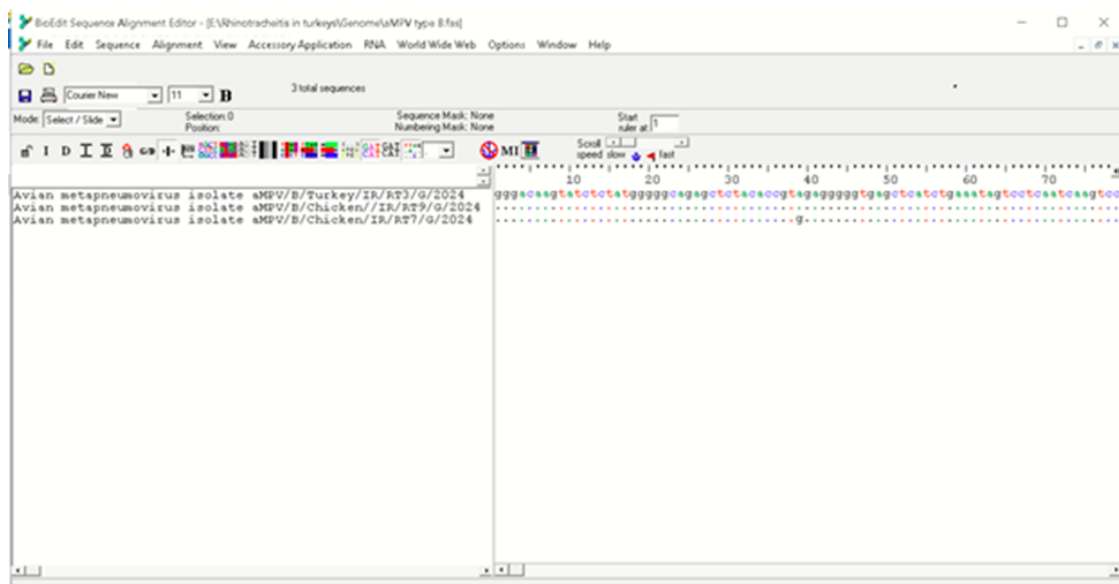 BioEdit Sequence Alignment Editor - [E:\Rhinotracheitis in turkeys\Genome\aMPV type B.fas]
File Edit Sequence Alignment View Accessory Application RNA World Wide Web Options Window Help
Courier New 11 B 3 total sequences
Mode: Select / Slide Selection: 0 Sequence Mask: None Start
Position: Numbering Mask: None ruler at: 1
I D MI Scroll
speed slow fast
10 20 30 40 50 60 70
Avian metapneumovirus isolate aMPV/B/Turkey/IR/RT3/G/2024 gggacaagtatctctatgggggcagagctctacaccgtagagggggtgagctcatctgaaatagtcctcaatcaagtcc
Avian metapneumovirus isolate aMPV/B/Chicken//IR/RT9/G/2024
Avian metapneumovirus isolate aMPV/B/Chicken/IR/RT7/G/2024 g